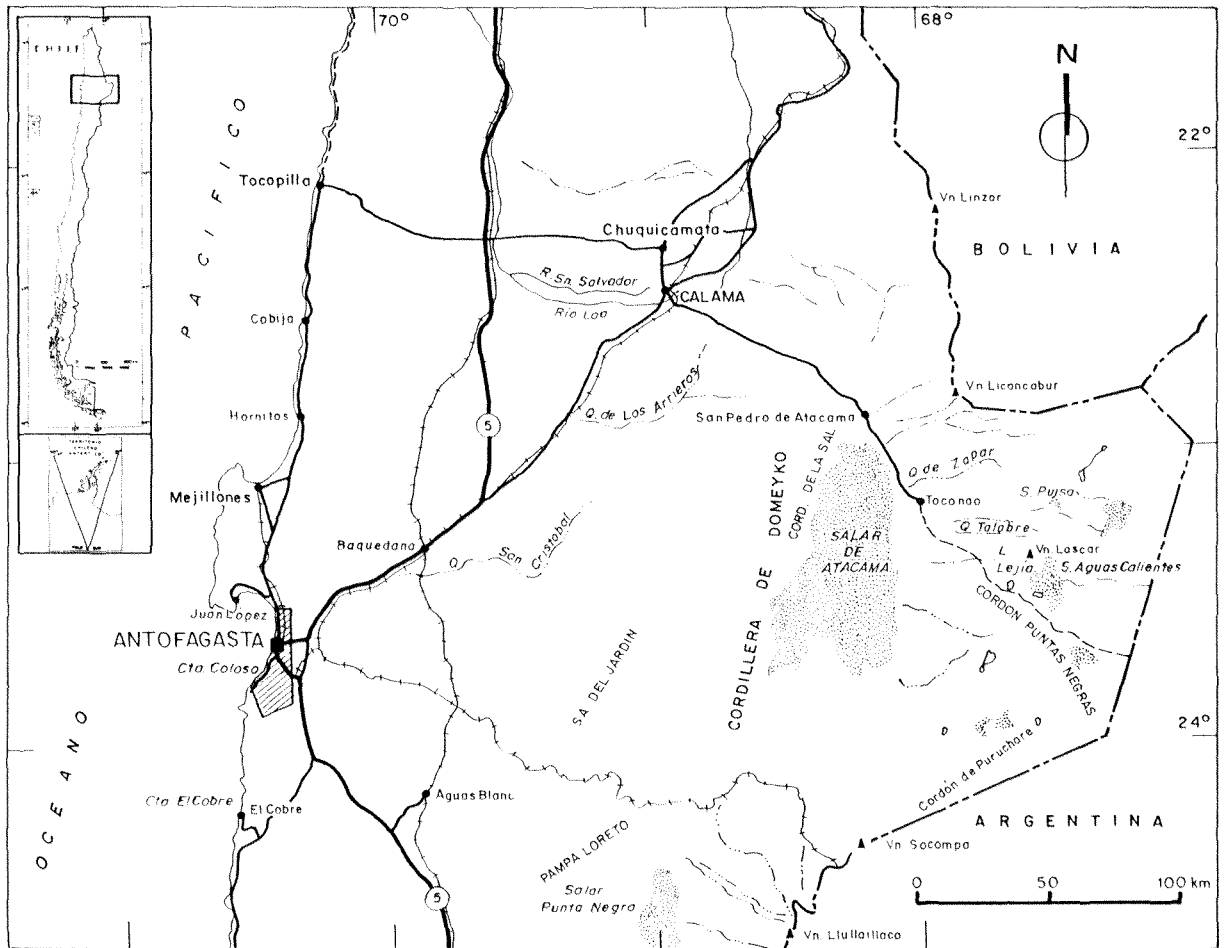 70°
68°
CHILE
N
22°
PACIFICO
Tocopilla
Vn. Linzor
Chuquicamata
BOLIVIA
R. Sn. Salvador
CALAMA
Río Loa
Cobija
Vn. Licancabur
Q. de Los Arrieros
Hornitos
San Pedro de Atacama
5
CORD. DE LA SAL
Q. de Zapar
Mejillones
Toconao
S. Pujsa
CORDILLERA DE DOMEYKO
Q. Talabre
SALAR
DE
ATACAMA
Baquedano
Q. San Cristobal
L.
Lejía
Vn. Lascar
S. Aguas Calientes
CORDON PUNTAS NEGRAS
Juan Lopez
ANTOFAGASTA
Cta. Coloso
SA. DEL JARDIN
24°
OCEANO
Cordón de Puruchare
Cta. El Cobre
El Cobre
Aguas Blanc
ARGENTINA
Vn. Socompa
PAMPA LORETO
Salar
Punta Negra
5
0 50 100 km
Vn. Llullaillaco